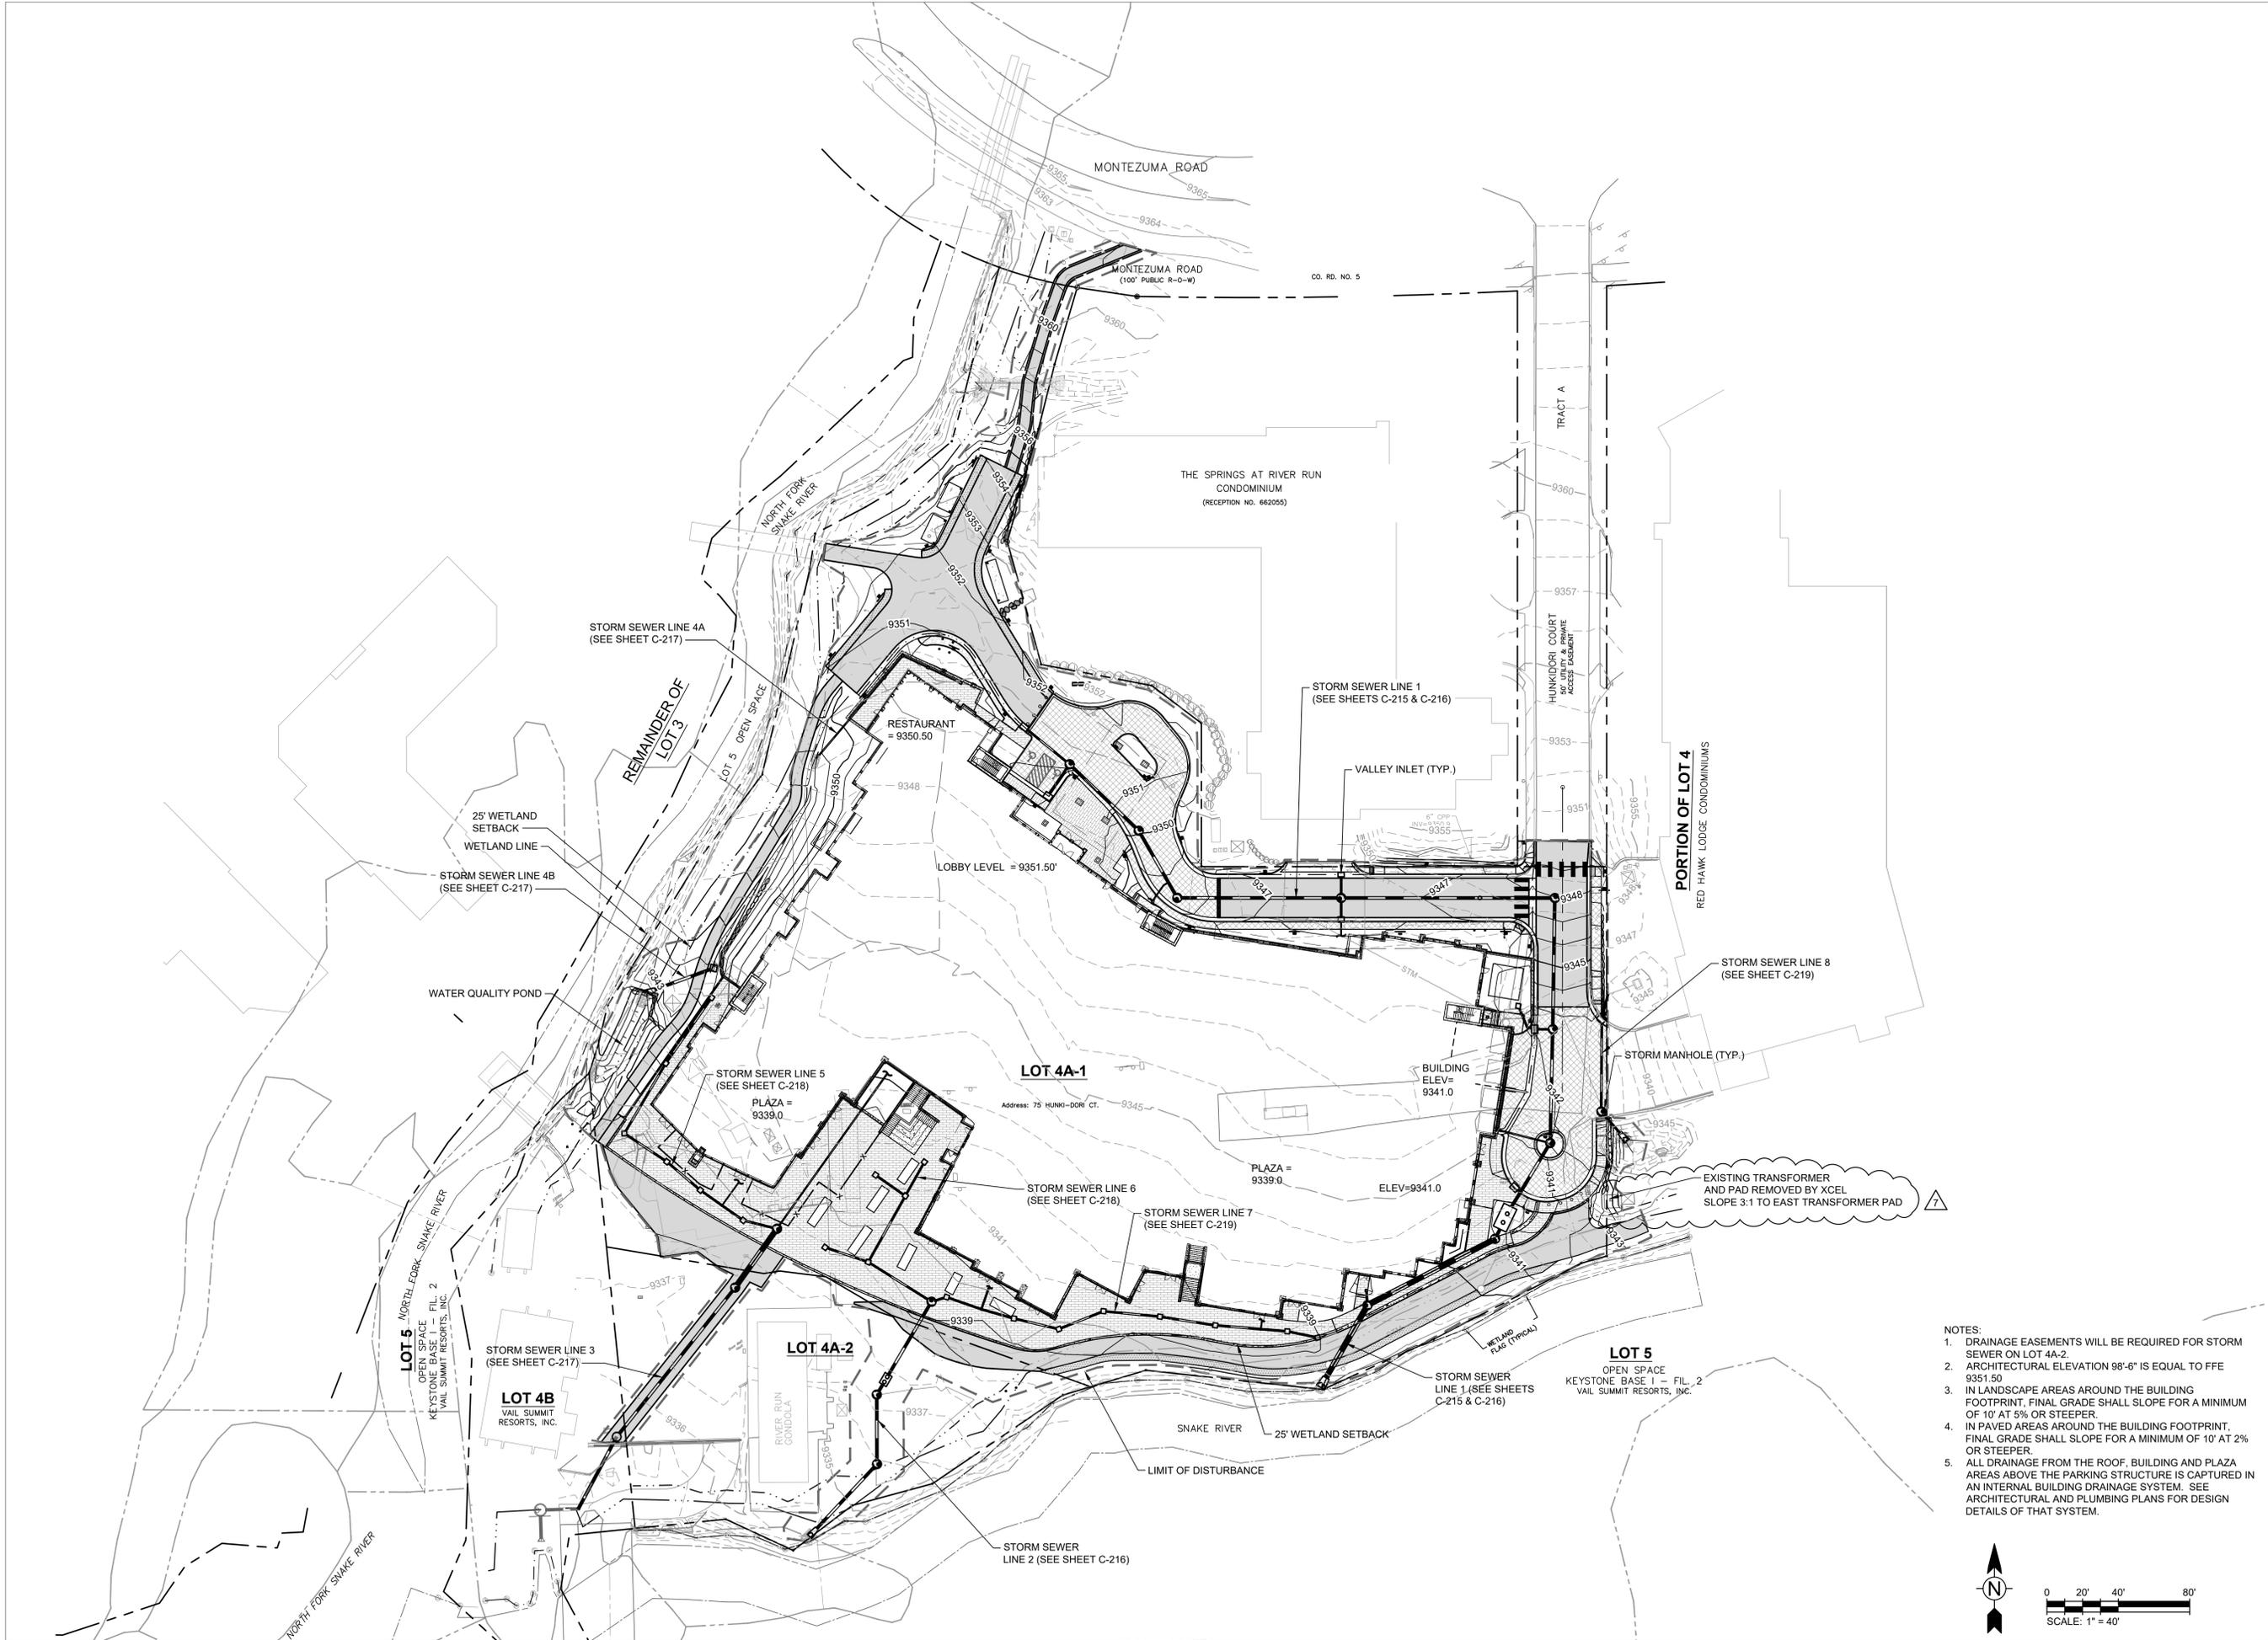 MONTEZUMA ROAD
9365
9363
9365
9364
MONTEZUMA ROAD
(100' PUBLIC R-O-W)
CO. RD. NO. 5
9360
9360
TRACT A
9356
THE SPRINGS AT RIVER RUN
CONDOMINIUM
(RECEPTION NO. 662055)
9354
9360
NORTH FORK
SNAKE RIVER
9353
9352
9357
HUNKIDORI COURT
50' UTILITY & PRIVATE
ACCESS EASEMENT
9351
STORM SEWER LINE 4A
(SEE SHEET C-217)
9352
9352
STORM SEWER LINE 1
(SEE SHEETS C-215 & C-216)
REMAINDER OF
LOT 3
LOT 5 OPEN SPACE
RESTAURANT
= 9350.50
9353
PORTION OF LOT 4
RED HAWK LODGE CONDOMINIUMS
VALLEY INLET (TYP.)
9350
9348
9351
9351
9355
9350
6" CPP
9355
25' WETLAND
SETBACK
WETLAND LINE
STORM SEWER LINE 4B
(SEE SHEET C-217)
LOBBY LEVEL = 9351.50'
9347
9347
9348
9348
9347
9345
STM
STORM SEWER LINE 8
(SEE SHEET C-219)
9343
WATER QUALITY POND
9345
STORM MANHOLE (TYP.)
STORM SEWER LINE 5
(SEE SHEET C-218)
PLAZA =
9339.0
LOT 4A-1
Address: 75 HUNKI-DORI CT.
9345
BUILDING
ELEV=
9341.0
9342
9340
9345
PLAZA =
9339.0
ELEV=9341.0
9341
STORM SEWER LINE 6
(SEE SHEET C-218)
STORM SEWER LINE 7
(SEE SHEET C-219)
EXISTING TRANSFORMER
AND PAD REMOVED BY XCEL
SLOPE 3:1 TO EAST TRANSFORMER PAD
7
9341
9343
9341
NORTH FORK SNAKE RIVER
9337
9339
9339
WETLAND
FLAG (TYPICAL)
LOT 5
OPEN SPACE
KEYSTONE BASE I – FIL. 2
VAIL SUMMIT RESORTS, INC.
STORM SEWER LINE 3
(SEE SHEET C-217)
LOT 4A-2
LOT 4B
VAIL SUMMIT
RESORTS, INC.
9336
RIVER RUN
GONDOLA
9335
9337
SNAKE RIVER
25' WETLAND SETBACK
LIMIT OF DISTURBANCE
STORM SEWER
LINE 1 (SEE SHEETS
C-215 & C-216)
LOT 5
OPEN SPACE
KEYSTONE BASE I – FIL. 2
VAIL SUMMIT RESORTS, INC.
STORM SEWER
LINE 2 (SEE SHEET C-216)
NORTH FORK SNAKE RIVER
NOTES:
1. DRAINAGE EASEMENTS WILL BE REQUIRED FOR STORM
SEWER ON LOT 4A-2.
2. ARCHITECTURAL ELEVATION 98'-6" IS EQUAL TO FFE
9351.50
3. IN LANDSCAPE AREAS AROUND THE BUILDING
FOOTPRINT, FINAL GRADE SHALL SLOPE FOR A MINIMUM
OF 10' AT 5% OR STEEPER.
4. IN PAVED AREAS AROUND THE BUILDING FOOTPRINT,
FINAL GRADE SHALL SLOPE FOR A MINIMUM OF 10' AT 2%
OR STEEPER.
5. ALL DRAINAGE FROM THE ROOF, BUILDING AND PLAZA
AREAS ABOVE THE PARKING STRUCTURE IS CAPTURED IN
AN INTERNAL BUILDING DRAINAGE SYSTEM. SEE
ARCHITECTURAL AND PLUMBING PLANS FOR DESIGN
DETAILS OF THAT SYSTEM.
N
0 20' 40' 80'
SCALE: 1" = 40'